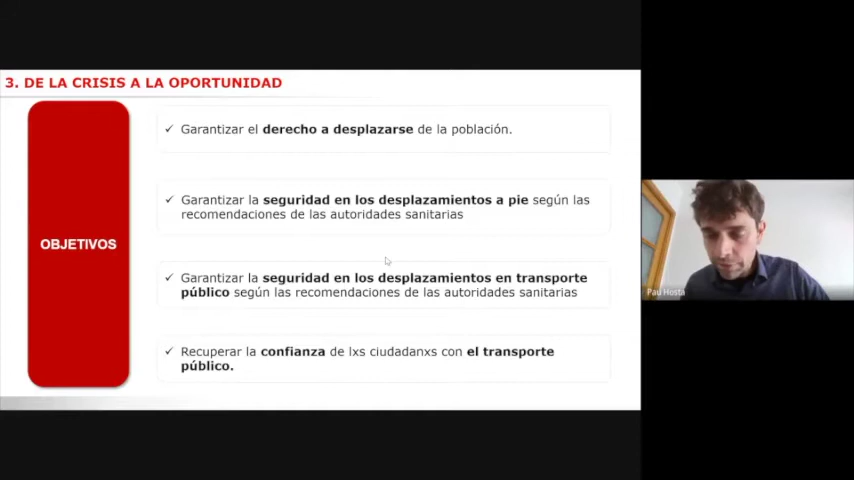 3. DE LA CRISIS A LA OPORTUNIDAD
OBJETIVOS
✓ Garantizar el derecho a desplazarse de la población.
✓ Garantizar la seguridad en los desplazamientos a pie según las
recomendaciones de las autoridades sanitarias
✓ Garantizar la seguridad en los desplazamientos en transporte
público según las recomendaciones de las autoridades sanitarias
✓ Recuperar la confianza de lxs ciudadanxs con el transporte
público.
Pau Hosta